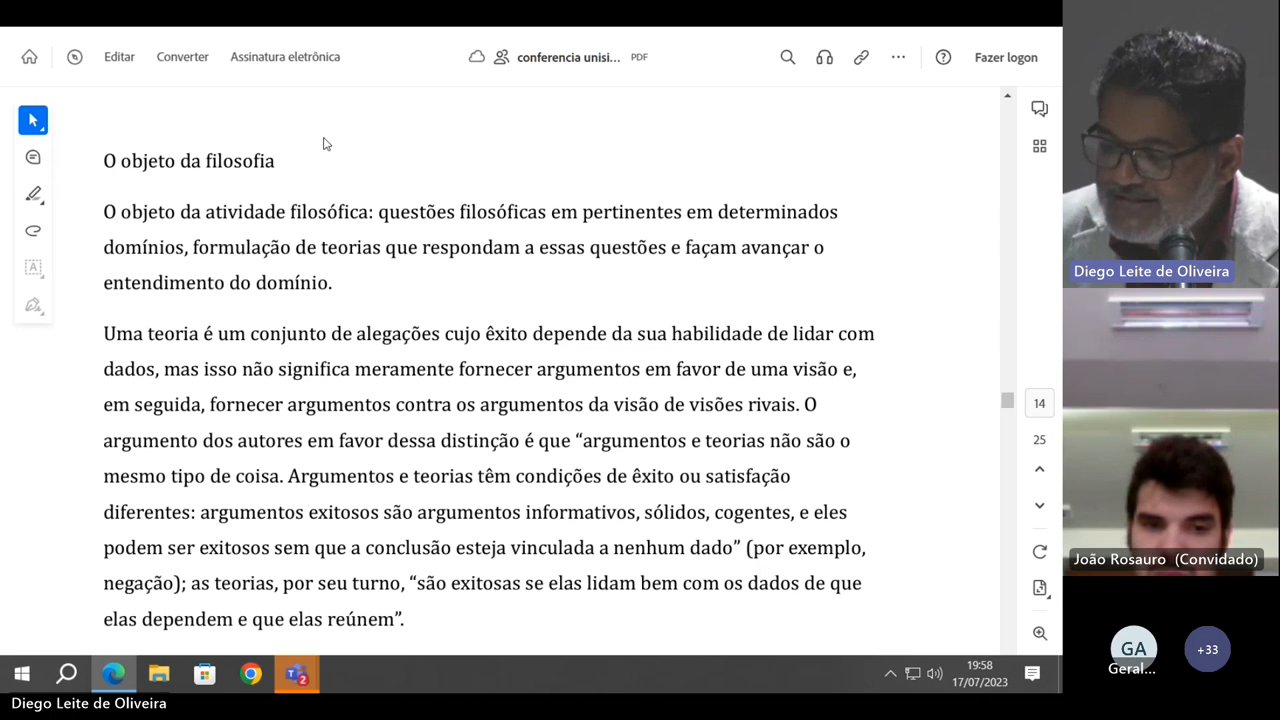 Editar Converter Assinatura eletrônica conferencia unisi... PDF Fazer logon
O objeto da filosofia
O objeto da atividade filosófica: questões filosóficas em pertinentes em determinados
domínios, formulação de teorias que respondam a essas questões e façam avançar o
entendimento do domínio.
Uma teoria é um conjunto de alegações cujo êxito depende da sua habilidade de lidar com
dados, mas isso não significa meramente fornecer argumentos em favor de uma visão e,
em seguida, fornecer argumentos contra os argumentos da visão de visões rivais. O
argumento dos autores em favor dessa distinção é que “argumentos e teorias não são o
mesmo tipo de coisa. Argumentos e teorias têm condições de êxito ou satisfação
diferentes: argumentos exitosos são argumentos informativos, sólidos, cogentes, e eles
podem ser exitosos sem que a conclusão esteja vinculada a nenhum dado” (por exemplo,
negação); as teorias, por seu turno, “são exitosas se elas lidam bem com os dados de que
elas dependem e que elas reúnem”.
14
25
Diego Leite de Oliveira
João Rosauro (Convidado)
GA
Geral...
+33
2
19:58
17/07/2023
Diego Leite de Oliveira